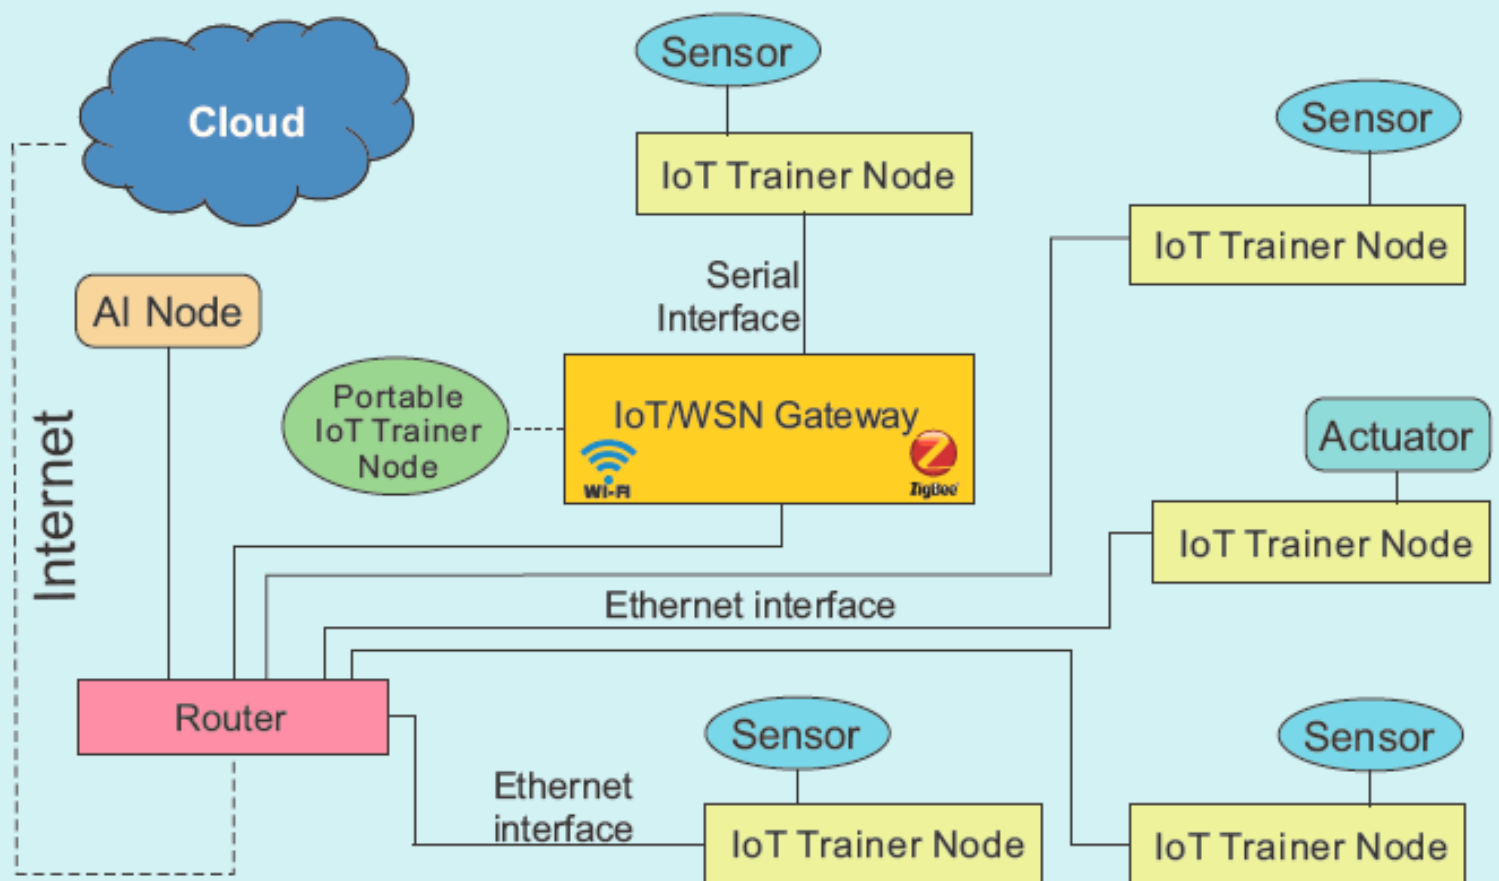 Cloud
Sensor
IoT Trainer Node
Sensor
IoT Trainer Node
Serial
Interface
AI Node
Portable
IoT Trainer
Node
IoT/WSN Gateway
Wi-Fi
ZigBee
Actuator
IoT Trainer Node
Internet
Ethernet interface
Router
Sensor
Sensor
Ethernet
interface
IoT Trainer Node
IoT Trainer Node